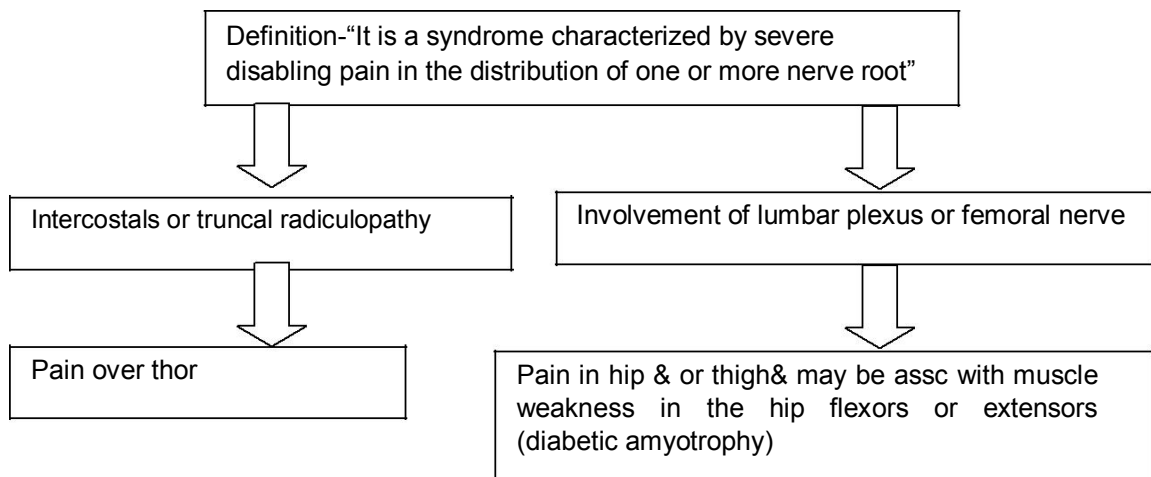 Definition-“It is a syndrome characterized by severe
disabling pain in the distribution of one or more nerve root”
Intercostals or truncal radiculopathy
Involvement of lumbar plexus or femoral nerve
Pain over thor
Pain in hip & or thigh& may be assc with muscle
weakness in the hip flexors or extensors
(diabetic amyotrophy)